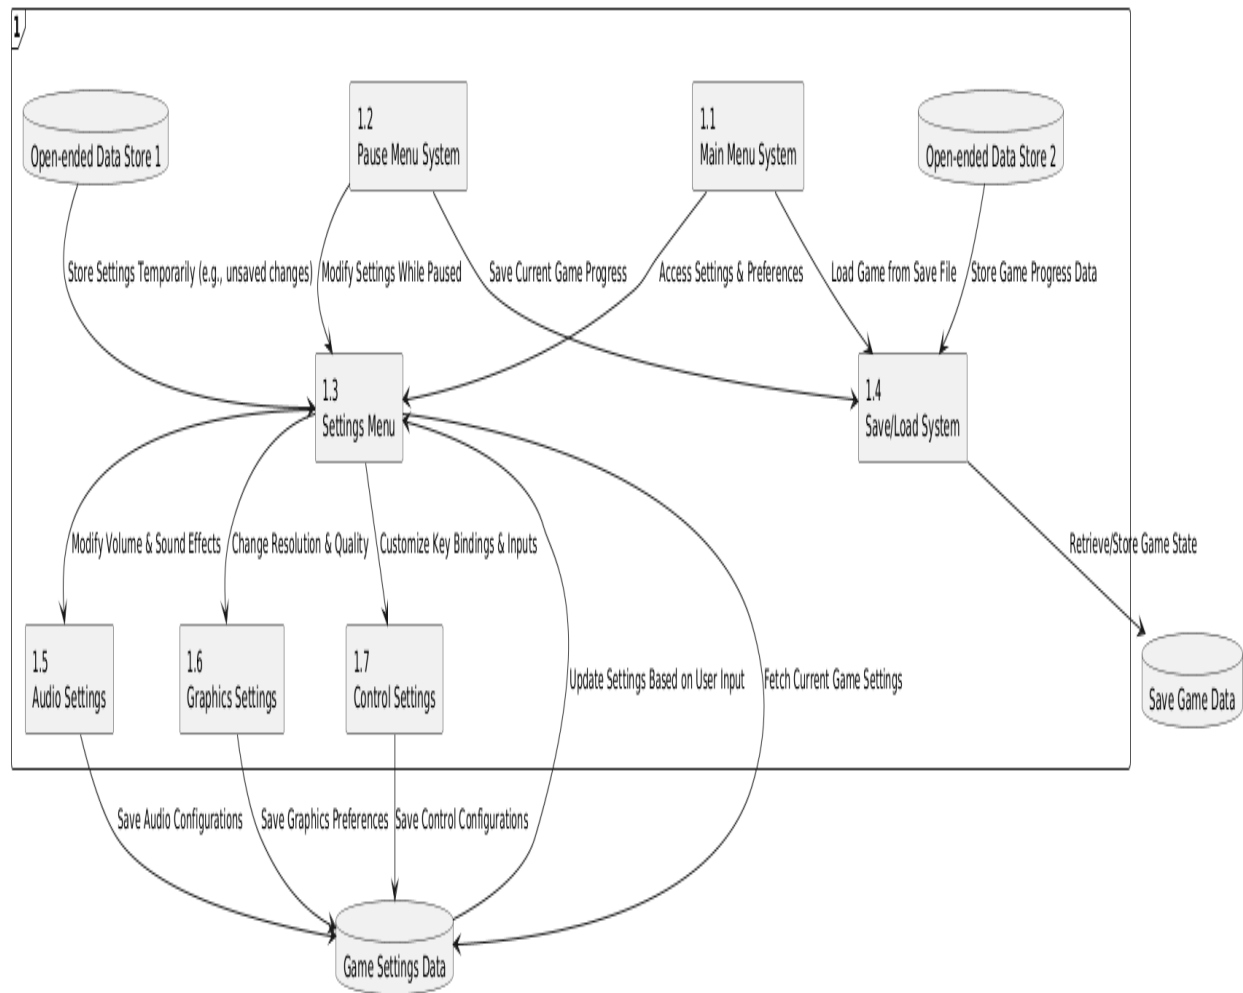 1
1.2
Pause Menu System
1.1
Main Menu System
Open-ended Data Store 1
Open-ended Data Store 2
Store Settings Temporarily (e.g., unsaved changes)
Modify Settings While Paused
Save Current Game Progress
Access Settings & Preferences
Load Game from Save File
Store Game Progress Data
1.3
Settings Menu
1.4
Save/Load System
Modify Volume & Sound Effects
Change Resolution & Quality
Customize Key Bindings & Inputs
Retrieve/Store Game State
1.5
Audio Settings
1.6
Graphics Settings
1.7
Control Settings
Update Settings Based on User Input
Fetch Current Game Settings
Save Game Data
Save Audio Configurations
Save Graphics Preferences
Save Control Configurations
Game Settings Data